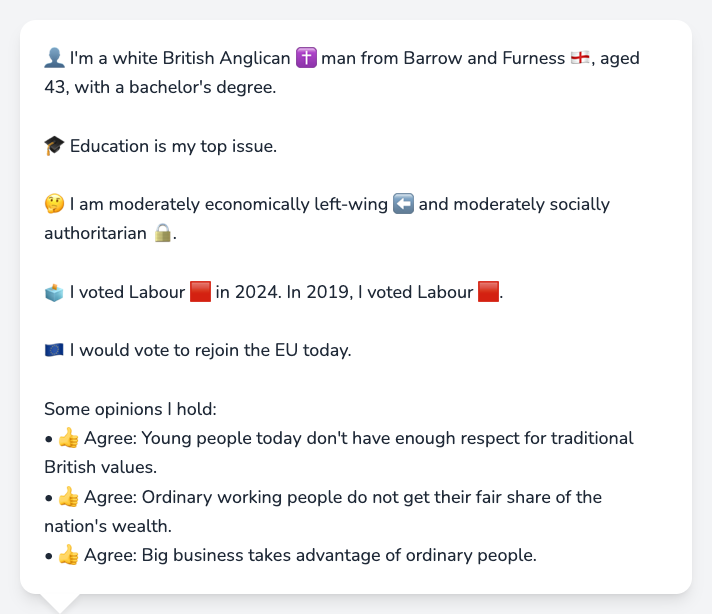 👤 I'm a white British Anglican ✝️ man from Barrow and Furness 🏴󠁧󠁢󠁥󠁮󠁧󠁿, aged
43, with a bachelor's degree.
🎓 Education is my top issue.
🤔 I am moderately economically left-wing ⬅️ and moderately socially
authoritarian 🔒.
🗳️ I voted Labour 🟥 in 2024. In 2019, I voted Labour 🟥.
🇪🇺 I would vote to rejoin the EU today.
Some opinions I hold:
• 👍 Agree: Young people today don't have enough respect for traditional
British values.
• 👍 Agree: Ordinary working people do not get their fair share of the
nation's wealth.
• 👍 Agree: Big business takes advantage of ordinary people.